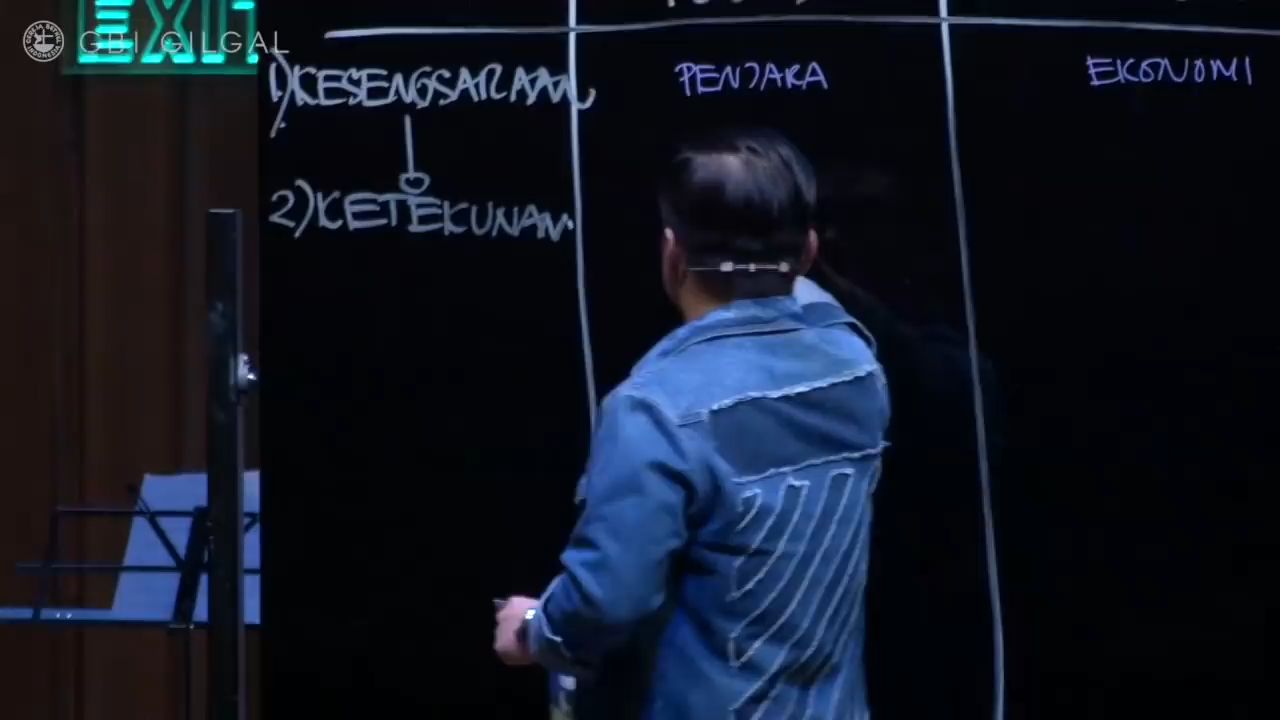 EXIT
GBI GILGAL
1) KESENGSARAAN
PENJARA
EKONOMI
2) KETEKUNAN